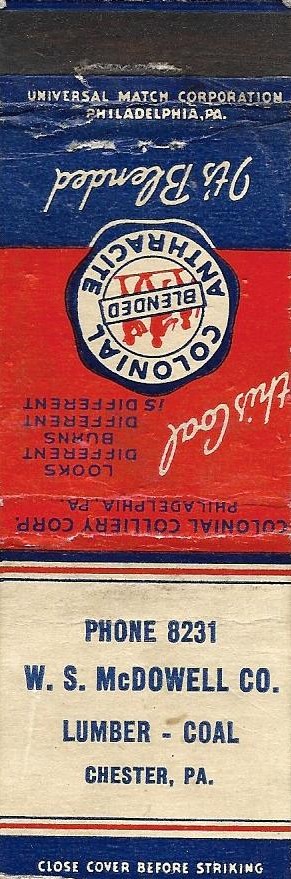 UNIVERSAL MATCH CORPORATION
PHILADELPHIA, PA.
It's Blended
COLONIAL
ANTHRACITE
BLENDED
this Coal
LOOKS
DIFFERENT
BURNS
DIFFERENT
iS DIFFERENT
COLONIAL COLLIERY CORP.
PHILADELPHIA, PA.
PHONE 8231
W. S. McDOWELL CO.
LUMBER - COAL
CHESTER, PA.
CLOSE COVER BEFORE STRIKING